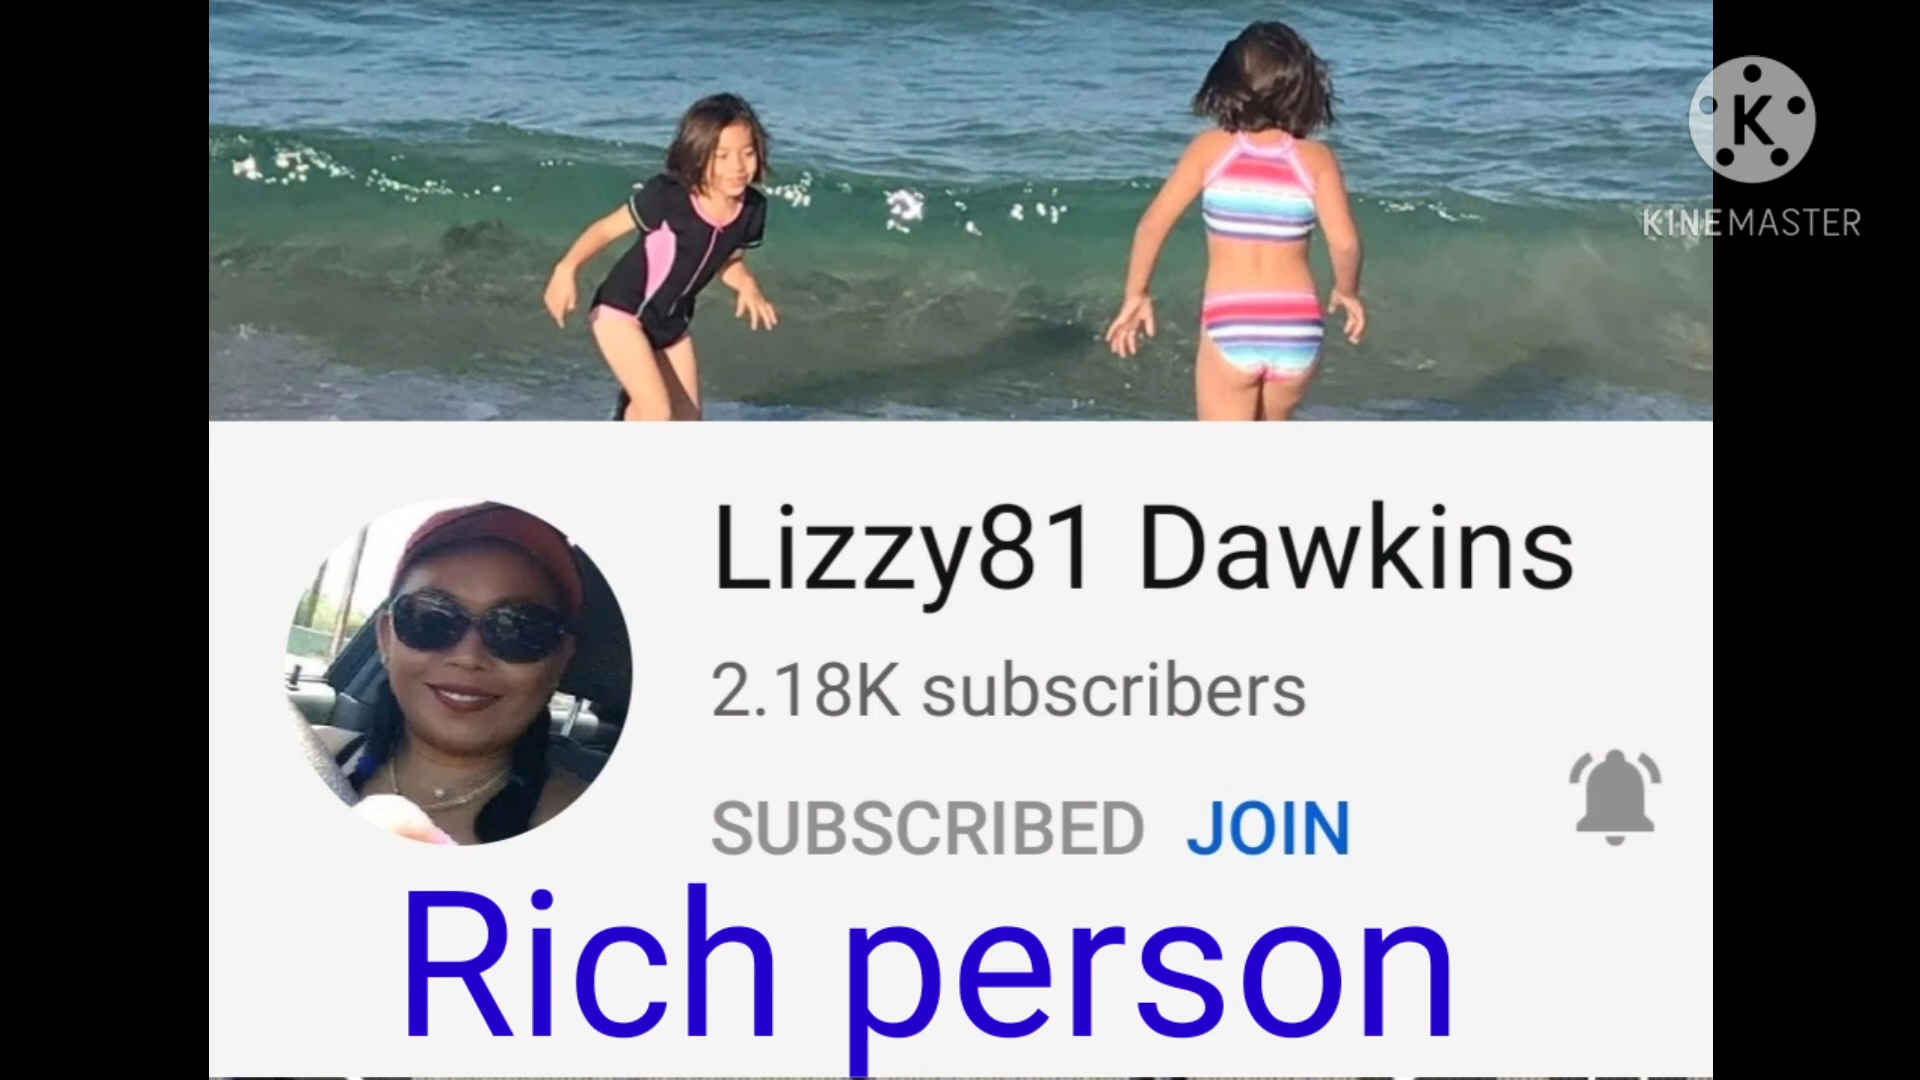 K
KINEMASTER
Lizzy81 Dawkins
2.18K subscribers
SUBSCRIBED JOIN
Rich person